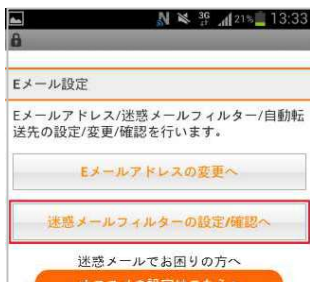 3G 21% 13:33
Eメール設定
Eメールアドレス/迷惑メールフィルター/自動転
送先の設定/変更/確認を行います。
Eメールアドレスの変更へ
迷惑メールフィルターの設定/確認へ
迷惑メールでお困りの方へ